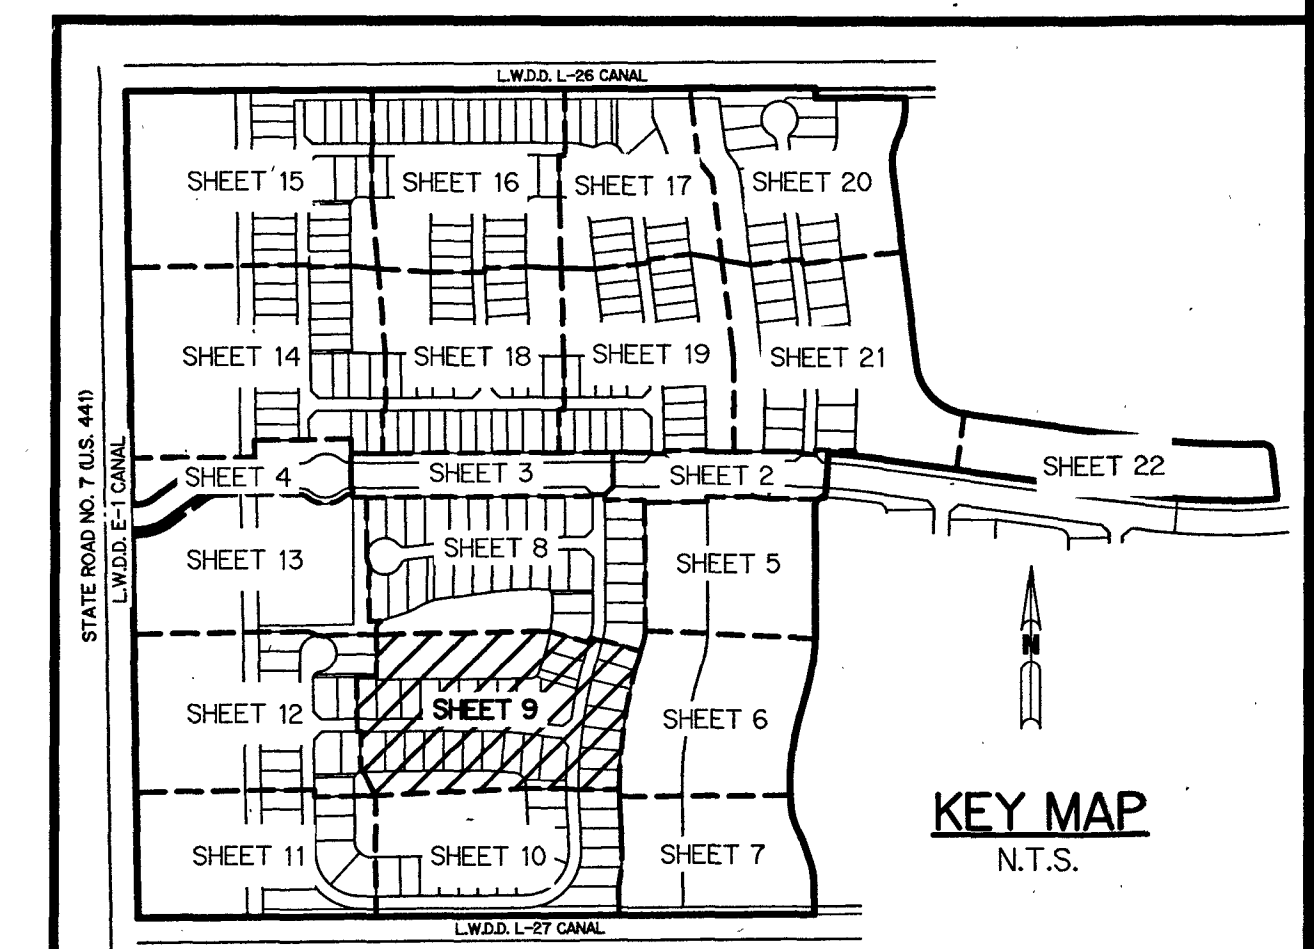 L.W.D.D. L-26 CANAL
SHEET 15
SHEET 16
SHEET 17
SHEET 20
SHEET 14
SHEET 18
SHEET 19
SHEET 21
STATE ROAD NO. 7 (U.S. 441)
L.W.D.D. E-1 CANAL
SHEET 4
SHEET 3
SHEET 2
SHEET 22
SHEET 13
SHEET 8
SHEET 5
N
SHEET 12
SHEET 9
SHEET 6
SHEET 11
SHEET 10
SHEET 7
KEY MAP
N.T.S.
L.W.D.D. L-27 CANAL